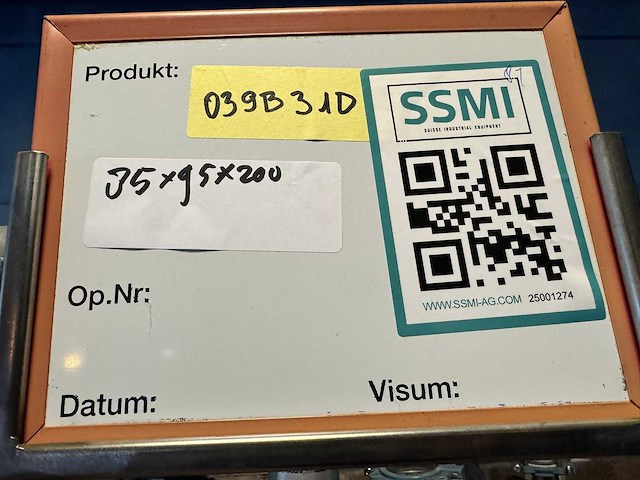 Produkt:
039B31D
35x95x200
Op.Nr:
Datum:
Visum:
SSMI
SUISSE INDUSTRIAL EQUIPMENT
WWW.SSMI-AG.COM 25001274